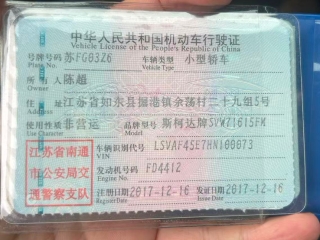 中华人民共和国机动车行驶证
Vehicle License of the People's Republic of China
号牌号码 苏FG03Z6 车辆类型 小型轿车
Plate No. Vehicle Type
所有人 陈超
Owner
住址 江苏省如东县掘港镇余荡村二十九组5号
Address
使用性质 非营运 品牌型号 斯柯达牌SVW71615FK
Use Character Model
江苏省南通
市公安局交
通警察支队
车辆识别代号 LSVAF45E7HN100073
VIN
发动机号码 FD4412
Engine No.
注册日期 2017-12-16 发证日期 2017-12-16
Register Date Issue Date